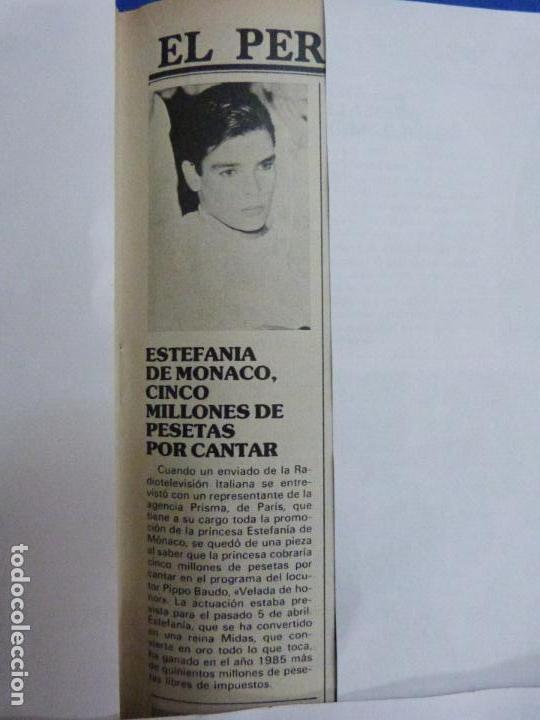 EL PER
ESTEFANIA
DE MONACO,
CINCO
MILLONES DE
PESETAS
POR CANTAR
Cuando un enviado de la Ra-
diotelevisión Italiana se entre-
vistó con un representante de la
agencia Prisma, de París, que
tiene a su cargo toda la promo-
ción de la princesa Estefanía de
Mónaco, se quedó de una pieza
al saber que la princesa cobraría
cinco millones de pesetas por
cantar en el programa del locu-
tor Pippo Baudo, «Velada de ho-
nor». La actuación estaba pre-
vista para el pasado 5 de abril.
Estefanía, que se ha convertido
en una reina Midas, que con-
vierte en oro todo lo que toca,
ha ganado en el año 1985 más
de quinientos millones de pese-
tas libres de impuestos.
todocoleccion
todocoleccion.net